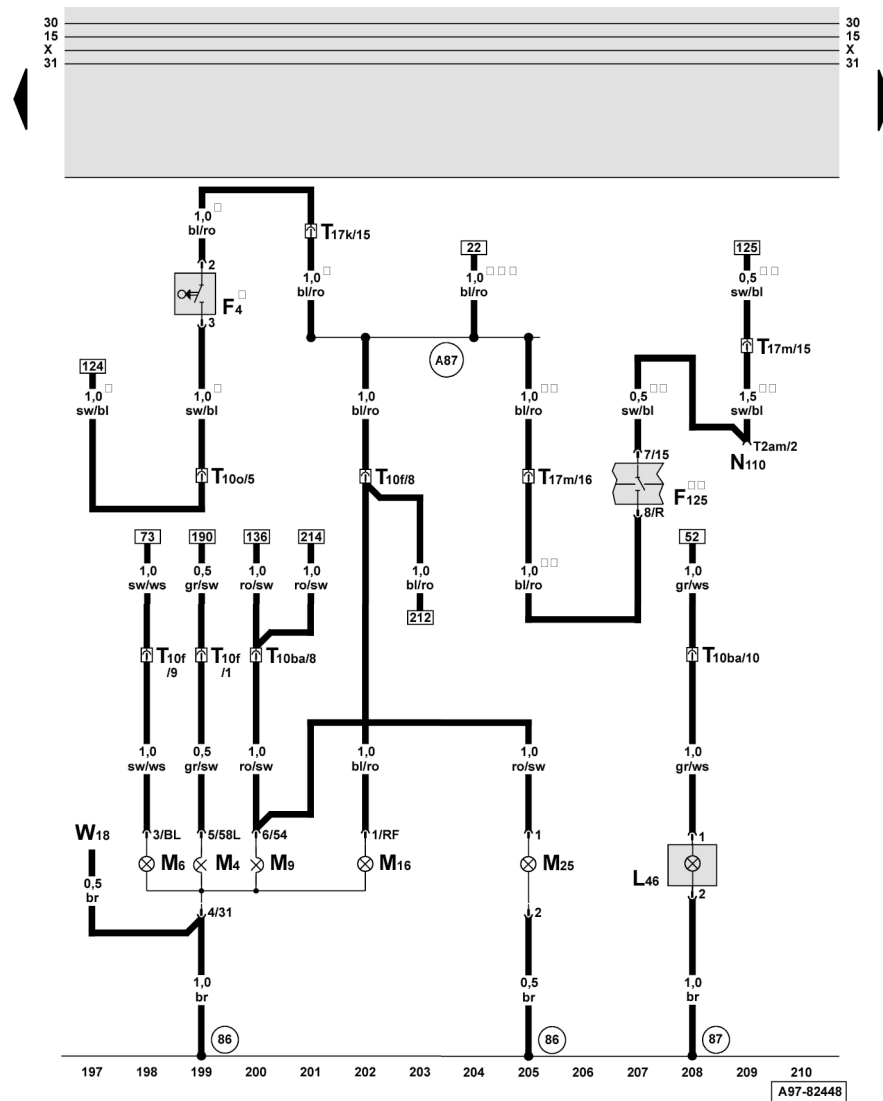 30 30
15 15
X X
31 31
1,0 □
bl/ro
T17k/15
22
125
2
1,0 □
bl/ro
1,0 □ □ □
bl/ro
0,5 □ □
sw/bl
F4 □
3
A87
T17m/15
124
1,0 □
sw/bl
1,0 □
sw/bl
1,0
bl/ro
1,0 □ □
bl/ro
0,5 □ □
sw/bl
1,5 □ □
sw/bl
T2am/2
N110
7/15
T10o/5
T10f/8
T17m/16
F125 □ □
8/R
73 190 136 214
52
1,0
sw/ws
0,5
gr/sw
1,0
ro/sw
1,0
ro/sw
1,0
bl/ro
1,0 □ □
bl/ro
1,0
gr/ws
212
T10f
/9
T10f
/1
T10ba/8
T10ba/10
1,0
sw/ws
0,5
gr/sw
1,0
ro/sw
1,0
bl/ro
1,0
ro/sw
1,0
gr/ws
W18
3/BL 5/58L 6/54 1/RF 1 1
M6 M4 M9 M16 M25
L46
0,5
br
4/31
2 2
1,0
br
0,5
br
1,0
br
86 86 87
197 198 199 200 201 202 203 204 205 206 207 208 209 210
A97-82448